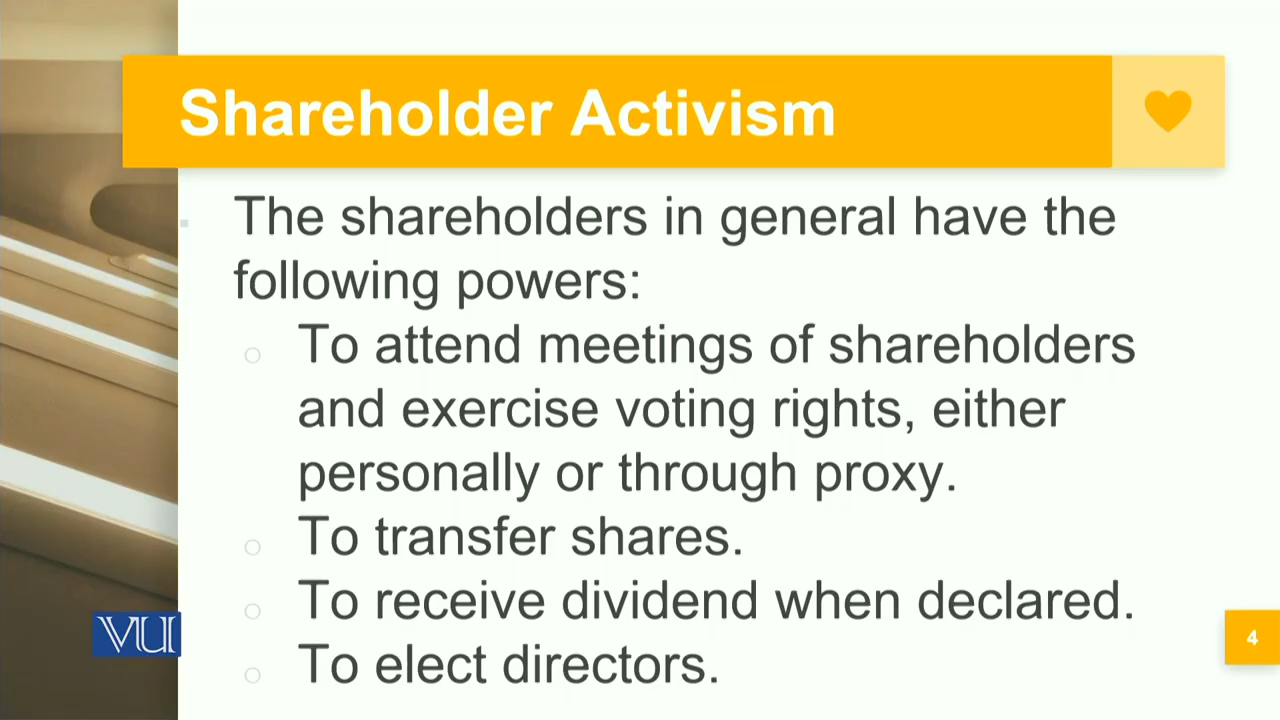 Shareholder Activism
The shareholders in general have the
following powers:
To attend meetings of shareholders
and exercise voting rights, either
personally or through proxy.
To transfer shares.
To receive dividend when declared.
To elect directors.
VU
4